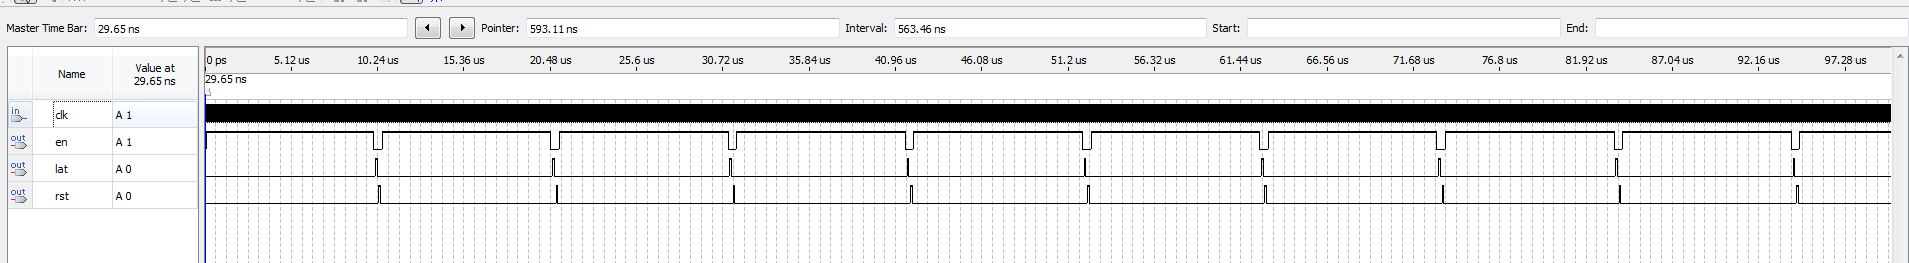 Master Time Bar: 29.65 ns Pointer: 593.11 ns Interval: 563.46 ns Start: End:
Name Value at 29.65 ns
0 ps 5.12 us 10.24 us 15.36 us 20.48 us 25.6 us 30.72 us 35.84 us 40.96 us 46.08 us 51.2 us 56.32 us 61.44 us 66.56 us 71.68 us 76.8 us 81.92 us 87.04 us 92.16 us 97.28 us
29.65 ns
in clk A 1
out en A 1
out lat A 0
out rst A 0